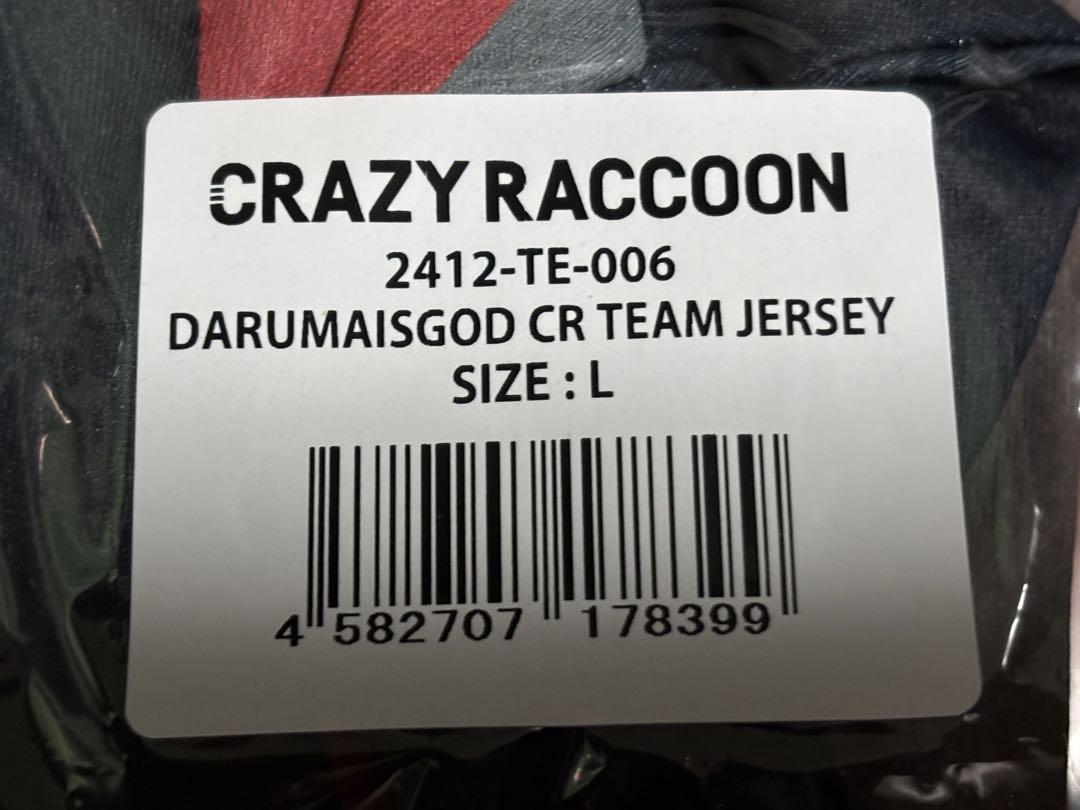 CRAZY RACCOON
2412-TE-006
DARUMAISGOD CR TEAM JERSEY
SIZE : L
4 582707 178399